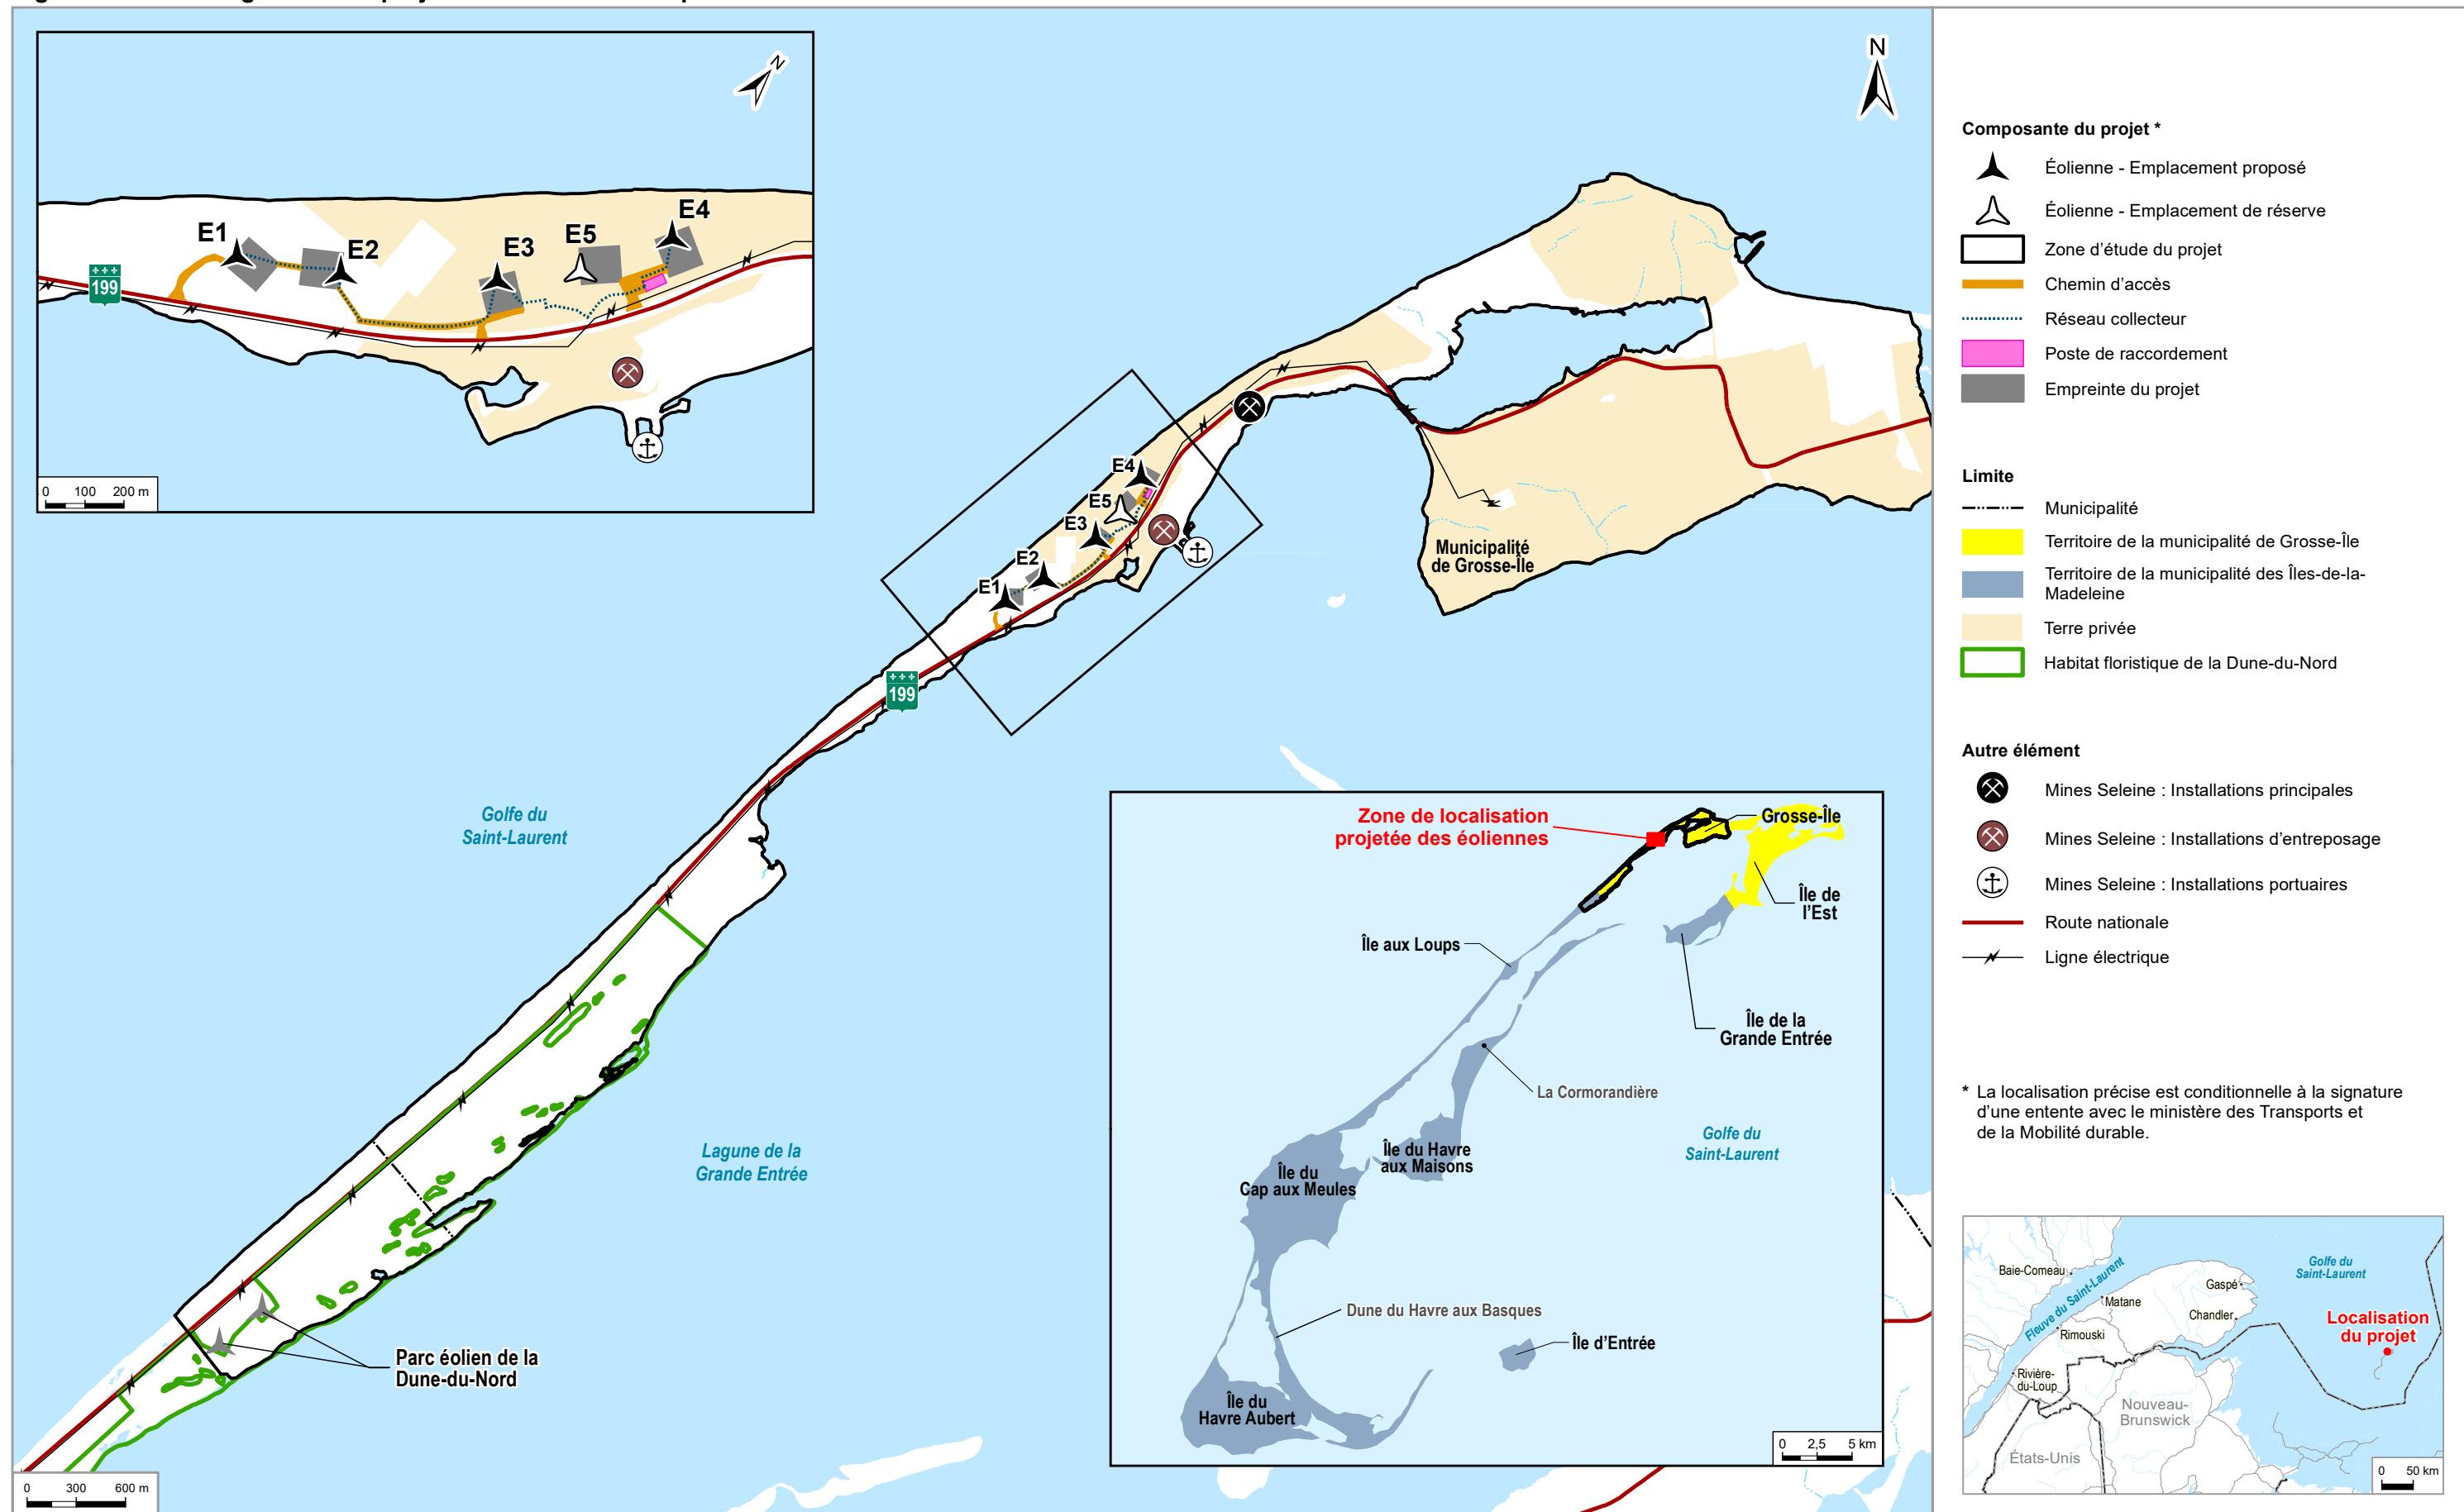 N
E1
E2
E3
E5
E4
199
0 100 200 m
N
E4
E5
E3
E2
E1
199
Municipalité
de Grosse-Île
Golfe du
Saint-Laurent
Lagune de la
Grande Entrée
Parc éolien de la
Dune-du-Nord
0 300 600 m
Zone de localisation
projetée des éoliennes
Grosse-Île
Île de
l'Est
Île aux Loups
Île de la
Grande Entrée
La Cormorandière
Golfe du
Saint-Laurent
Île du Havre
aux Maisons
Île du
Cap aux Meules
Dune du Havre aux Basques
Île d'Entrée
Île du
Havre Aubert
0 2,5 5 km
Composante du projet *
Éolienne - Emplacement proposé
Éolienne - Emplacement de réserve
Zone d'étude du projet
Chemin d'accès
Réseau collecteur
Poste de raccordement
Empreinte du projet
Limite
Municipalité
Territoire de la municipalité de Grosse-Île
Territoire de la municipalité des Îles-de-la-
Madeleine
Terre privée
Habitat floristique de la Dune-du-Nord
Autre élément
Mines Seleine : Installations principales
Mines Seleine : Installations d'entreposage
Mines Seleine : Installations portuaires
Route nationale
Ligne électrique
* La localisation précise est conditionnelle à la signature
d'une entente avec le ministère des Transports et
de la Mobilité durable.
Baie-Comeau
Fleuve du Saint-Laurent
Matane
Rimouski
Rivière-
du-Loup
Gaspé
Chandler
Golfe du
Saint-Laurent
Localisation
du projet
Nouveau-
Brunswick
États-Unis
0 50 km